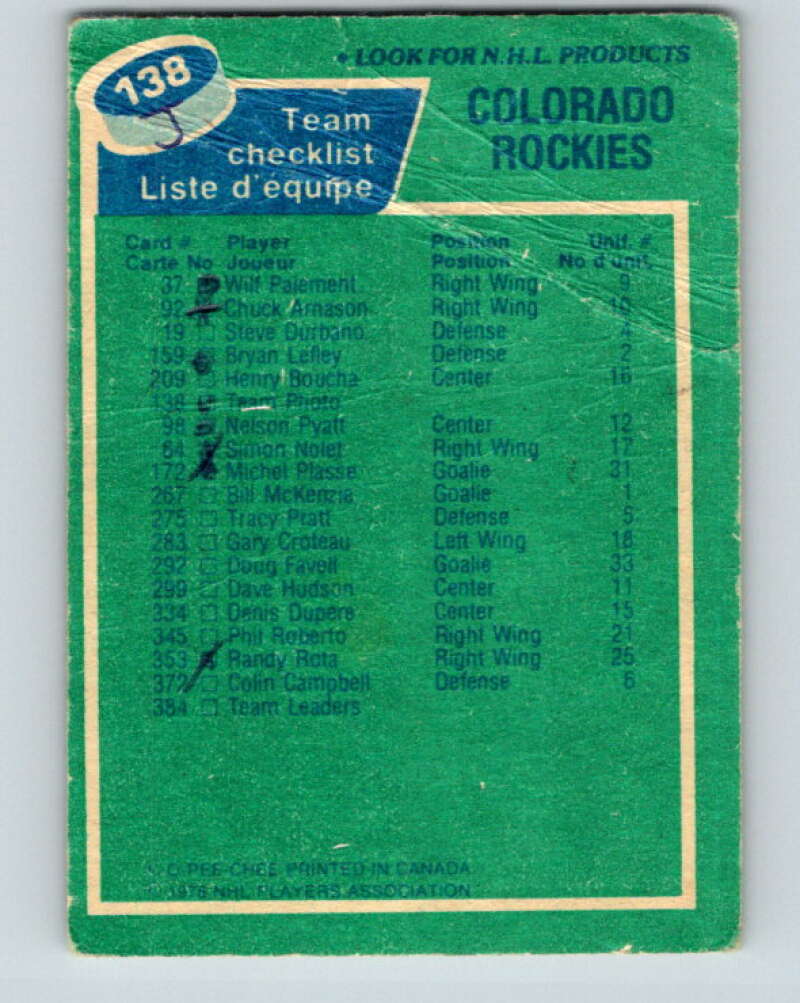 138
J
• LOOK FOR N.H.L. PRODUCTS
COLORADO
ROCKIES
Team
checklist
Liste d'équipe
Card # Player Position Unif. #
Carte No Joueur Position No d'unif.
37 Wilf Paiement Right Wing 9
92 Chuck Arnason Right Wing 19
19 Steve Durbano Defense 4
159 Bryan Lefley Defense 2
209 Henry Boucha Center 16
138 Team Photo
98 Nelson Pyatt Center 12
64 Simon Nolet Right Wing 17
172 Michel Plasse Goalie 31
267 Bill McKenzie Goalie 1
275 Tracy Pratt Defense 5
283 Gary Croteau Left Wing 18
292 Doug Favell Goalie 33
299 Dave Hudson Center 11
334 Denis Dupere Center 15
345 Phil Roberto Right Wing 21
353 Randy Rota Right Wing 25
372 Colin Campbell Defense 6
384 Team Leaders
© O-PEE-CHEE PRINTED IN CANADA
© 1976 NHL PLAYERS ASSOCIATION